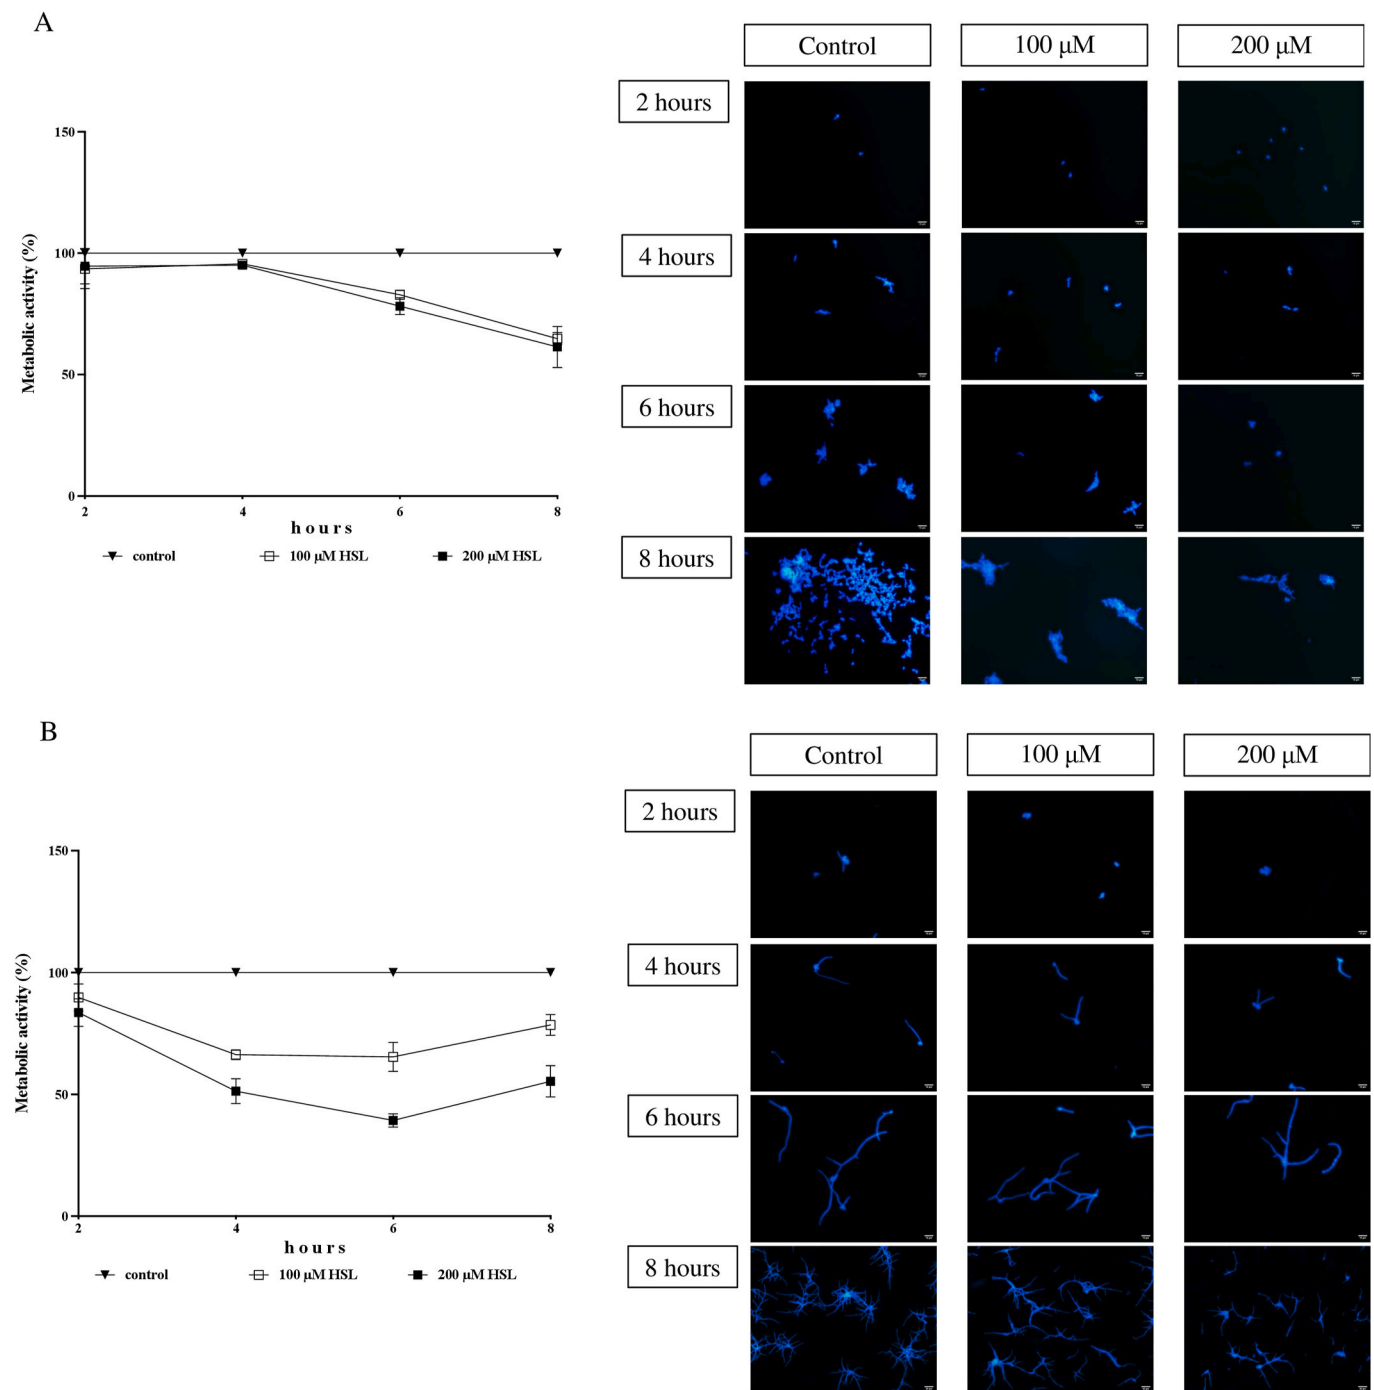 A
Control
100 μM
200 μM
2 hours
4 hours
6 hours
8 hours
150
100
50
0
Metabolic activity (%)
2
4
6
8
hours
control
100 μM HSL
200 μM HSL
B
Control
100 μM
200 μM
2 hours
4 hours
6 hours
8 hours
150
100
50
0
Metabolic activity (%)
2
4
6
8
hours
control
100 μM HSL
200 μM HSL